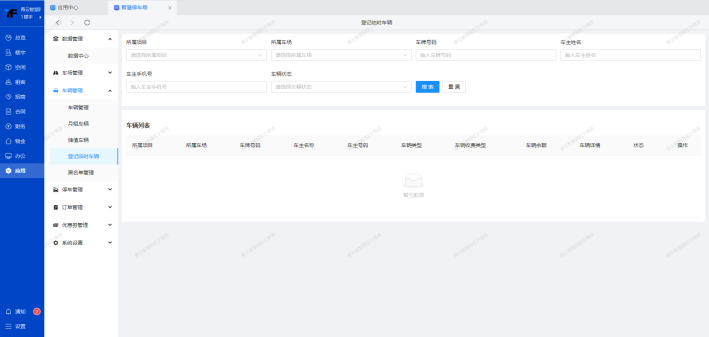 应用中心
智慧停车场
登记临时车辆
总览
楼宇
空间
租客
招商
合同
财务
物业
办公
应用
通知
设置
数据管理
数据中心
车场管理
车辆管理
车辆管理
月租车辆
储值车辆
登记临时车辆
黑名单管理
停车管理
订单管理
优惠券管理
系统设置
所属项目
所属车场
车牌号码
车主姓名
请选择所属项目
请选择所属车场
输入车牌号码
输入车主姓名
车主手机号
车辆状态
输入车主手机号
请选择车辆状态
搜 索
重 置
车辆列表
所属项目 所属车场 车牌号码 车主名称 车主号码 车辆类型 车辆收费类型 车辆余额 车辆详情 状态 操作
暂无数据